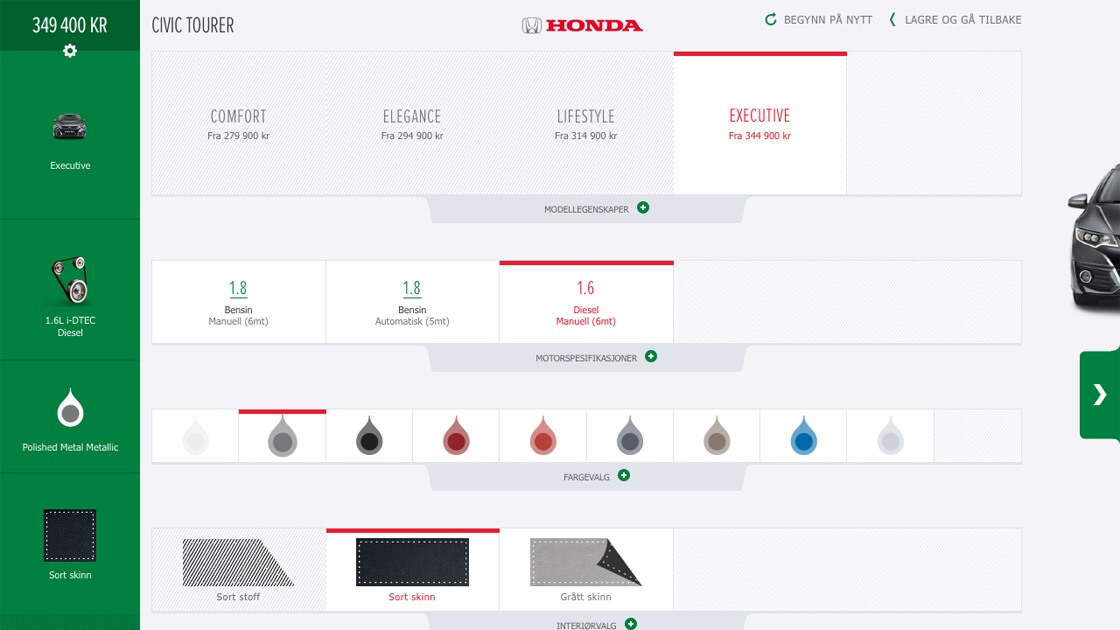 349 400 KR
CIVIC TOURER
HONDA
BEGYNN PÅ NYTT
LAGRE OG GÅ TILBAKE
Executive
COMFORT
Fra 279 900 kr
ELEGANCE
Fra 294 900 kr
LIFESTYLE
Fra 314 900 kr
EXECUTIVE
Fra 344 900 kr
MODELLEGENSKAPER
1.6L i-DTEC
Diesel
1.8
Bensin
Manuell (6mt)
1.8
Bensin
Automatisk (5mt)
1.6
Diesel
Manuell (6mt)
MOTORSPESIFIKASJONER
Polished Metal Metallic
FARGEVALG
Sort skinn
Sort stoff
Sort skinn
Grått skinn
INTERIØRVALG